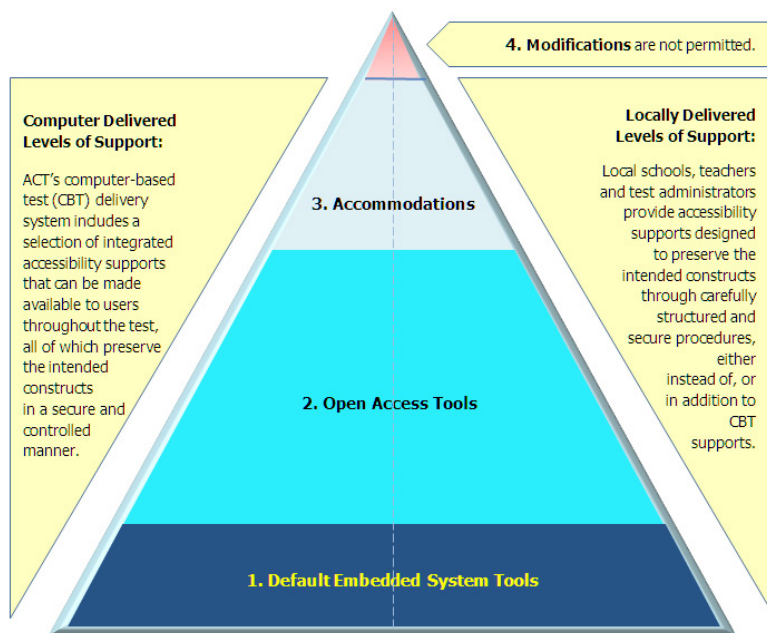 4. Modifications are not permitted.
Computer Delivered
Levels of Support:
ACT's computer-based
test (CBT) delivery
system includes a
selection of integrated
accessibility supports
that can be made
available to users
throughout the test,
all of which preserve
the intended
constructs
in a secure and
controlled
manner.
3. Accommodations
2. Open Access Tools
1. Default Embedded System Tools
Locally Delivered
Levels of Support:
Local schools, teachers
and test administrators
provide accessibility
supports designed
to preserve the
intended constructs
through carefully
structured and
secure procedures,
either
instead of, or
in addition to
CBT
supports.